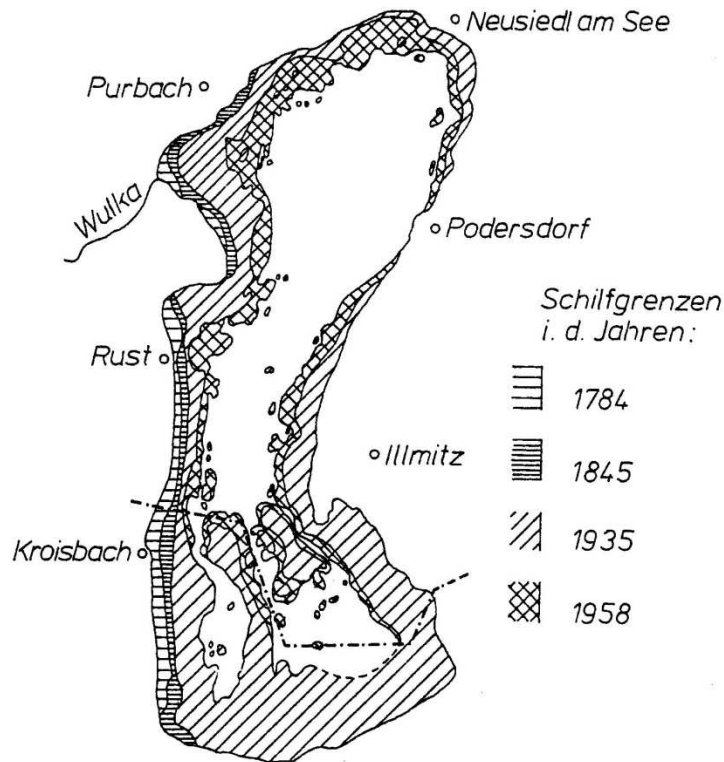 Neusiedl am See
Purbach
Wulka
Podersdorf
Schilfgrenzen
i. d. Jahren:
Rust
1784
Illmitz
1845
1935
Kroisbach
1958